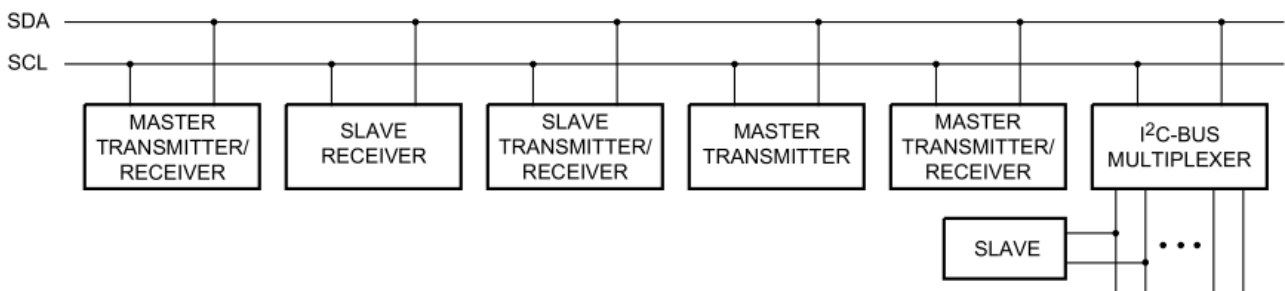 SDA
SCL
MASTER
TRANSMITTER/
RECEIVER
SLAVE
RECEIVER
SLAVE
TRANSMITTER/
RECEIVER
MASTER
TRANSMITTER
MASTER
TRANSMITTER/
RECEIVER
I²C-BUS
MULTIPLEXER
SLAVE